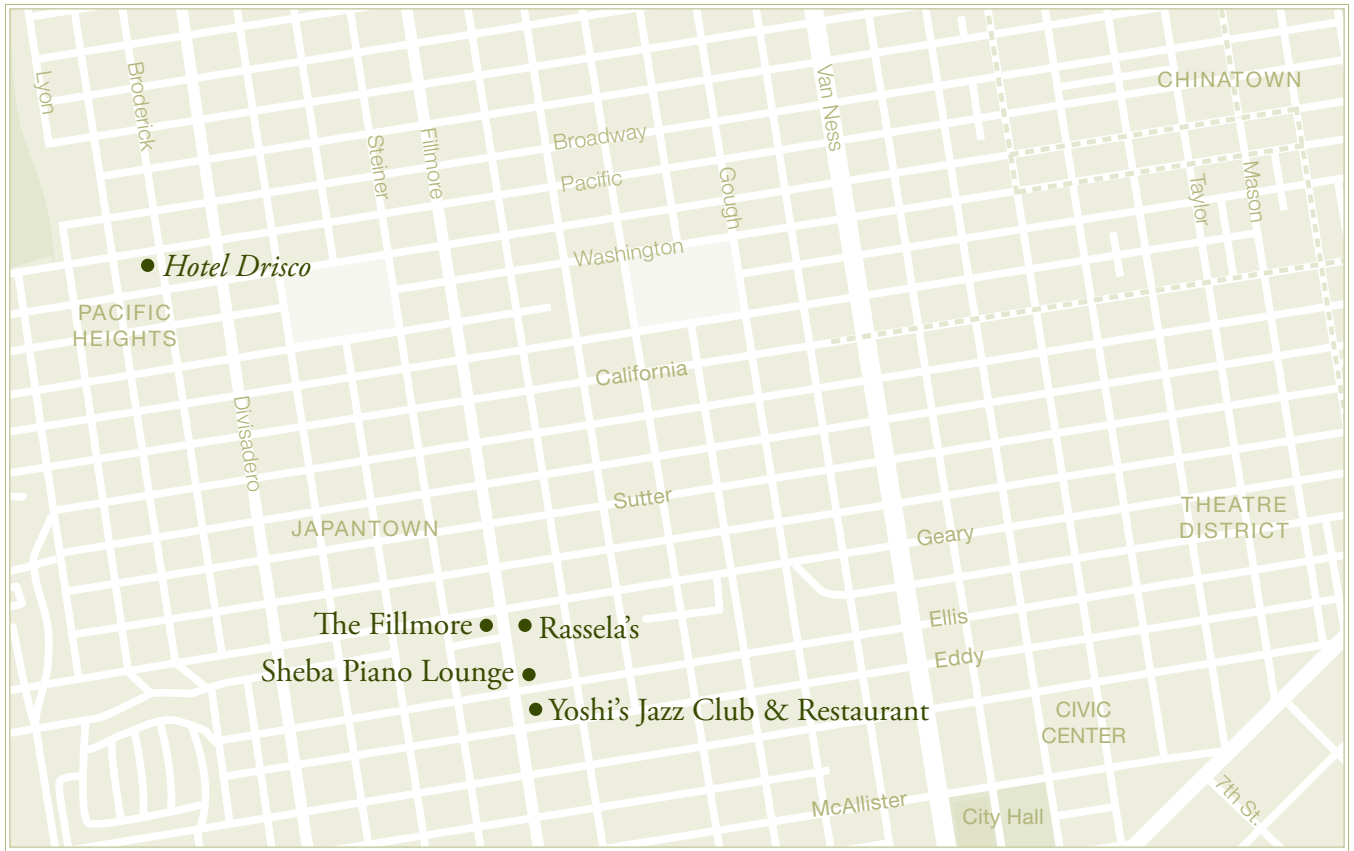 Lyon
Broderick
Steiner
Fillmore
Broadway
Pacific
Washington
Gough
Van Ness
CHINATOWN
Taylor
Mason
Hotel Drisco
PACIFIC
HEIGHTS
California
Divisadero
Sutter
JAPANTOWN
Geary
THEATRE
DISTRICT
The Fillmore
Rassela’s
Ellis
Sheba Piano Lounge
Eddy
Yoshi’s Jazz Club & Restaurant
CIVIC
CENTER
McAllister
City Hall
7th St.